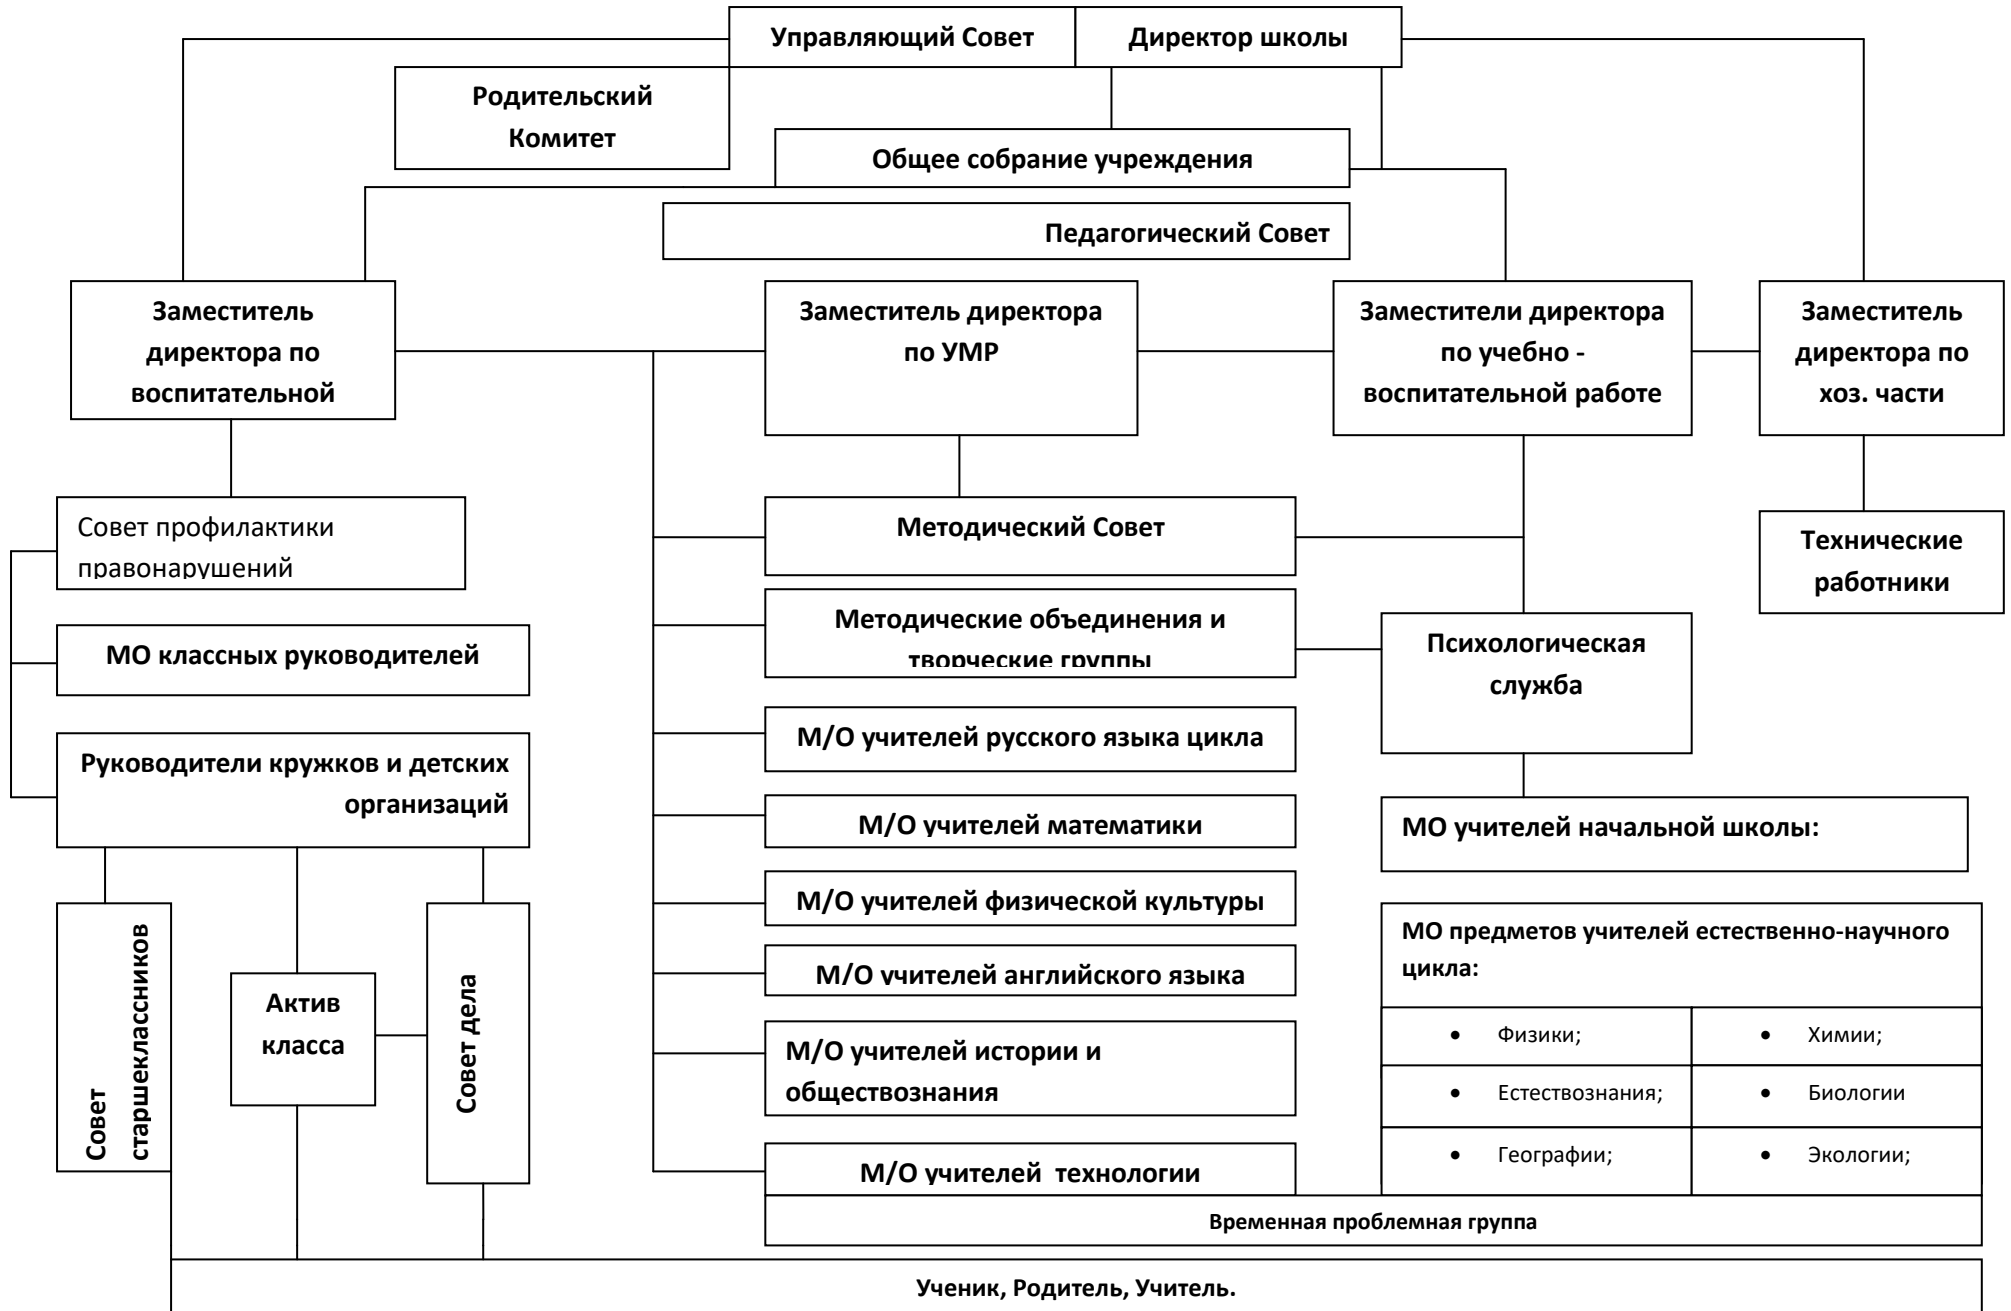 Управляющий Совет
Директор школы
Родительский
Комитет
Общее собрание учреждения
Педагогический Совет
Заместитель
директора по
воспитательной
Заместитель директора
по УМР
Заместители директора
по учебно -
воспитательной работе
Заместитель
директора по
хоз. части
Совет профилактики
правонарушений
Методический Совет
Технические
работники
МО классных руководителей
Методические объединения и
творческие группы
Психологическая
служба
Руководители кружков и детских
организаций
М/О учителей русского языка цикла
М/О учителей математики
МО учителей начальной школы:
М/О учителей физической культуры
М/О учителей английского языка
М/О учителей истории и
обществознания
М/О учителей  технологии
Совет
старшеклассников
Актив
класса
Совет дела
МО предметов учителей естественно-научного
цикла:
• Физики;
• Химии;
• Естествознания;
• Биологии
• Географии;
• Экологии;
Временная проблемная группа
Ученик, Родитель, Учитель.